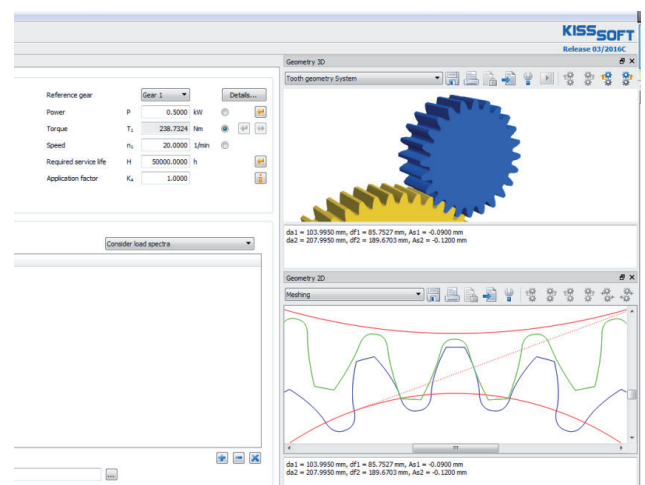 KISSSOFT
Release 03/2016C
Geometry 3D
Tooth geometry System
Reference gear Gear 1 Details...
Power P 0.5000 kW
Torque T₁ 238.7324 Nm
Speed n₁ 20.0000 1/min
Required service life H 50000.0000 h
Application factor Kₐ 1.0000
da1 = 103.9950 mm, df1 = 85.7527 mm, As1 = -0.0900 mm
da2 = 207.9950 mm, df2 = 189.6703 mm, As2 = -0.1200 mm
Consider load spectra
Geometry 2D
Meshing
da1 = 103.9950 mm, df1 = 85.7527 mm, As1 = -0.0900 mm
da2 = 207.9950 mm, df2 = 189.6703 mm, As2 = -0.1200 mm